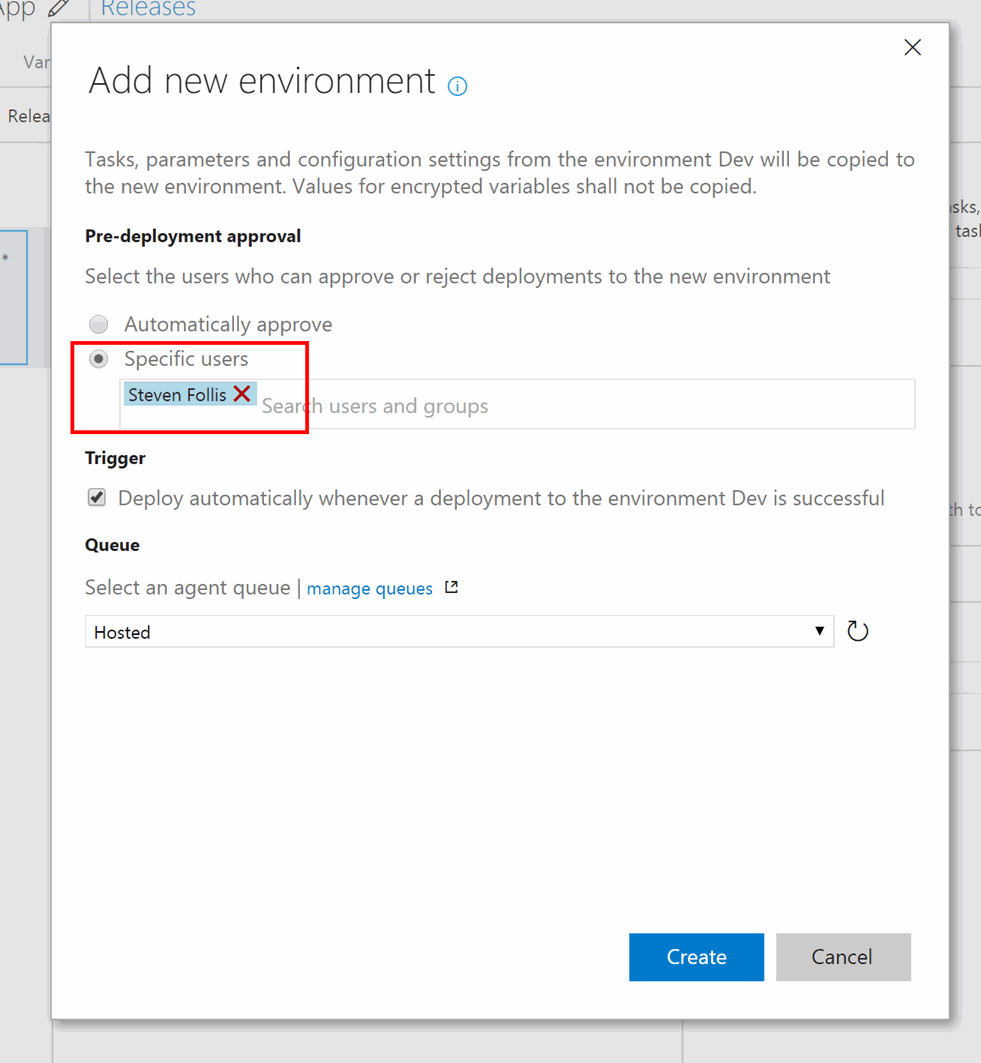 App Releases
Var
Relea
Add new environment
Tasks, parameters and configuration settings from the environment Dev will be copied to
the new environment. Values for encrypted variables shall not be copied.
Pre-deployment approval
Select the users who can approve or reject deployments to the new environment
Automatically approve
Specific users
Steven Follis
Search users and groups
Trigger
Deploy automatically whenever a deployment to the environment Dev is successful
Queue
Select an agent queue | manage queues
Hosted
Create Cancel
asks,
task
th to